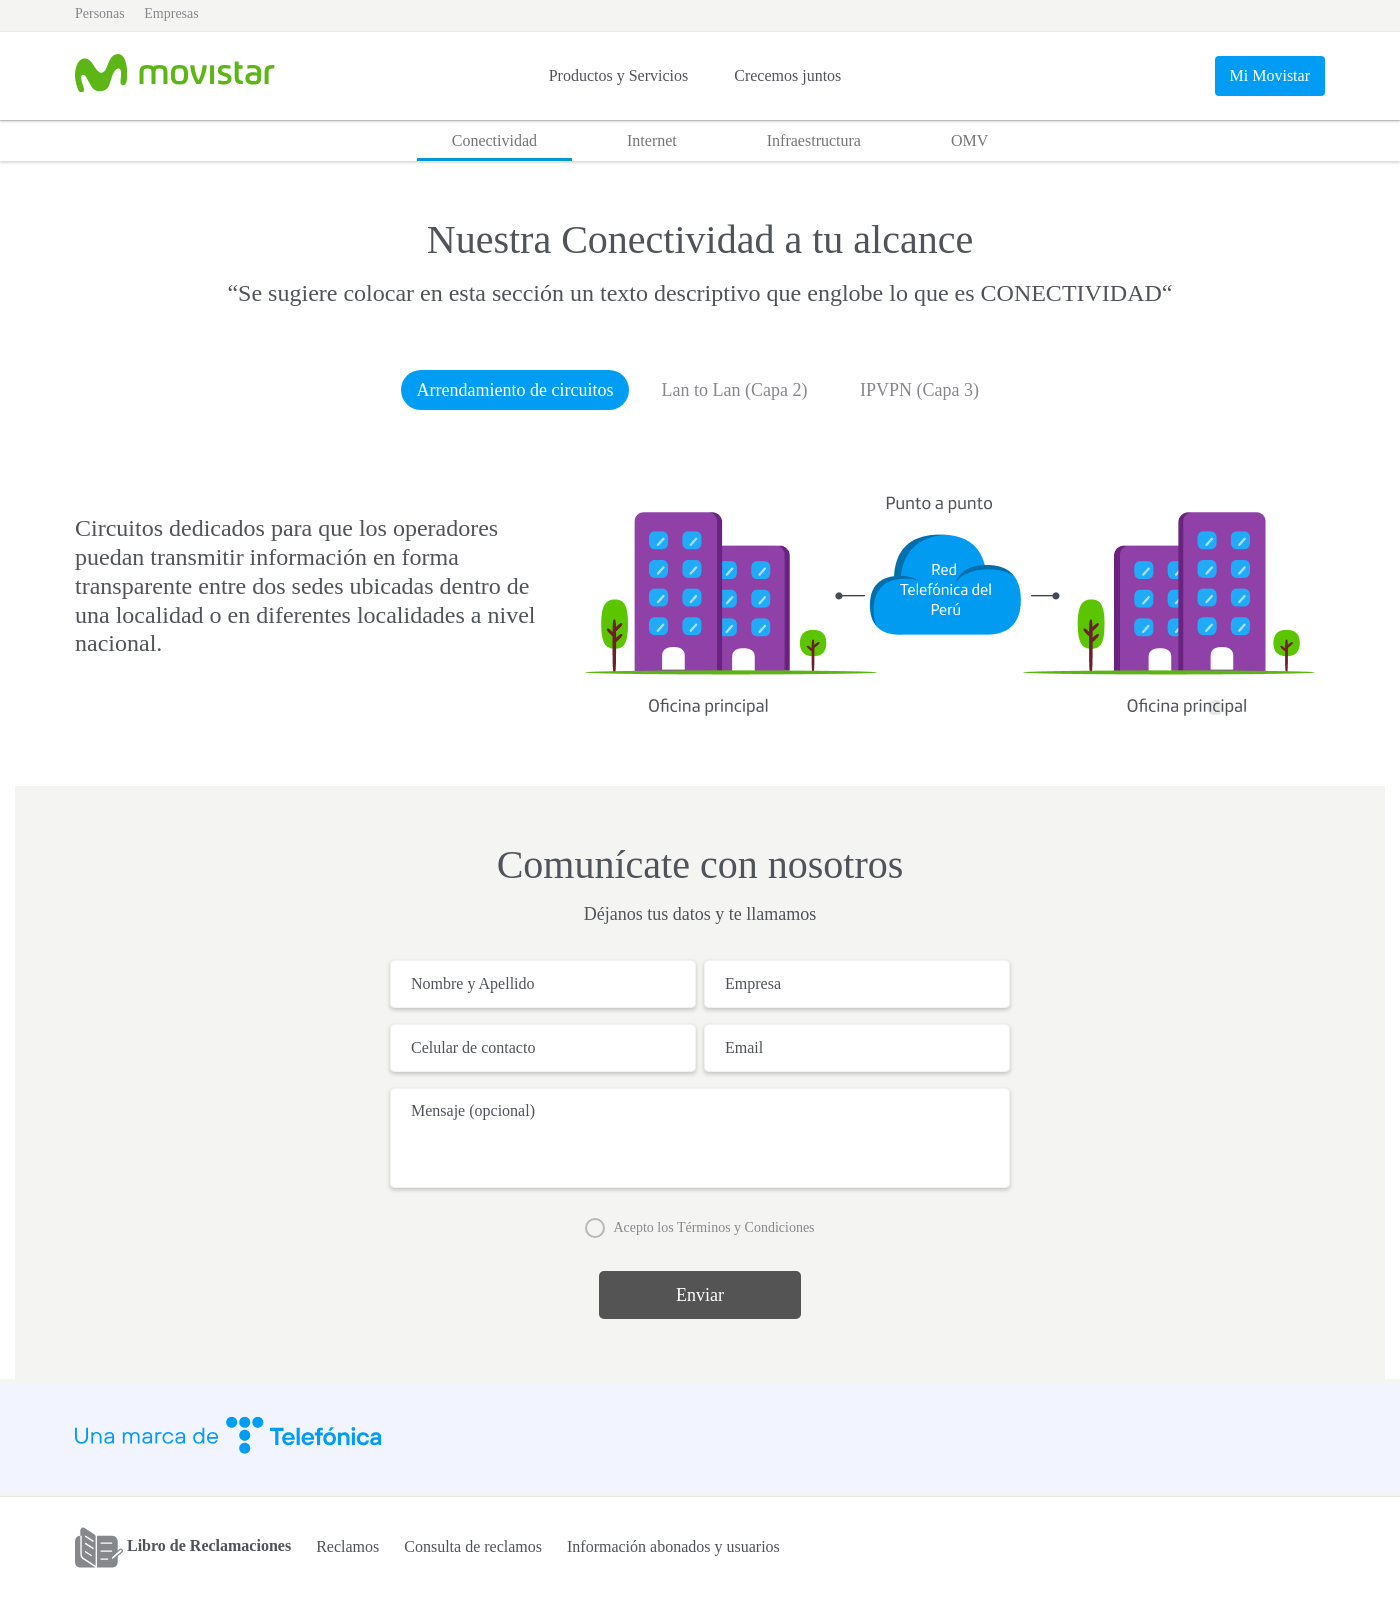 Personas Empresas
movistar
Productos y Servicios Crecemos juntos
Mi Movistar
Conectividad Internet Infraestructura OMV
Nuestra Conectividad a tu alcance
“Se sugiere colocar en esta sección un texto descriptivo que englobe lo que es CONECTIVIDAD“
Arrendamiento de circuitos Lan to Lan (Capa 2) IPVPN (Capa 3)
Circuitos dedicados para que los operadores
puedan transmitir información en forma
transparente entre dos sedes ubicadas dentro de
una localidad o en diferentes localidades a nivel
nacional.
Punto a punto
Red
Telefónica del
Perú
Oficina principal
Oficina principal
Comunícate con nosotros
Déjanos tus datos y te llamamos
Nombre y Apellido
Empresa
Celular de contacto
Email
Mensaje (opcional)
Acepto los Términos y Condiciones
Enviar
Una marca de Telefónica
Libro de Reclamaciones Reclamos Consulta de reclamos Información abonados y usuarios